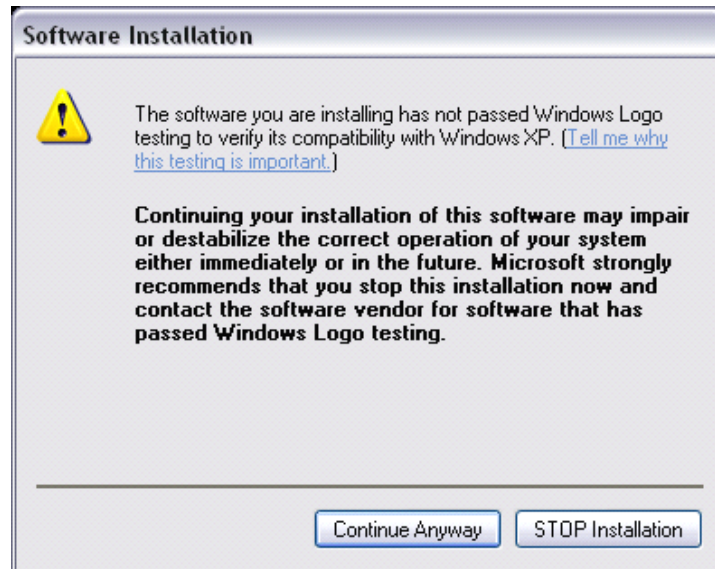 Software Installation
The software you are installing has not passed Windows Logo
testing to verify its compatibility with Windows XP. (Tell me why
this testing is important.)
Continuing your installation of this software may impair
or destabilize the correct operation of your system
either immediately or in the future. Microsoft strongly
recommends that you stop this installation now and
contact the software vendor for software that has
passed Windows Logo testing.
Continue Anyway
STOP Installation